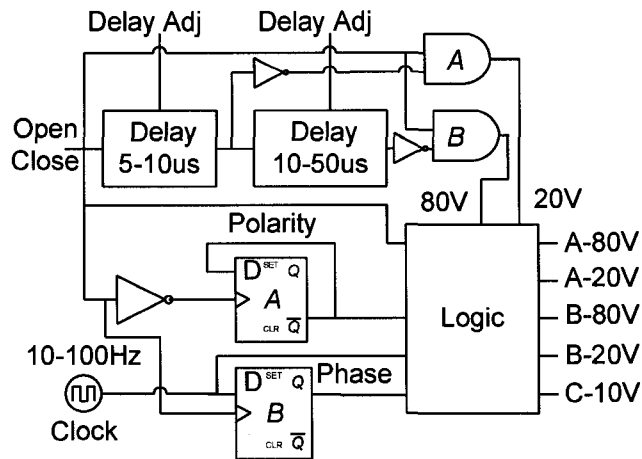 Delay Adj Delay Adj
A
Open
Close
Delay
5-10us
Delay
10-50us
B
80V 20V
Polarity
D SET Q
A
CLR Q
Logic
A-80V
A-20V
B-80V
B-20V
C-10V
10-100Hz
Clock
D SET Q
B
CLR Q
Phase